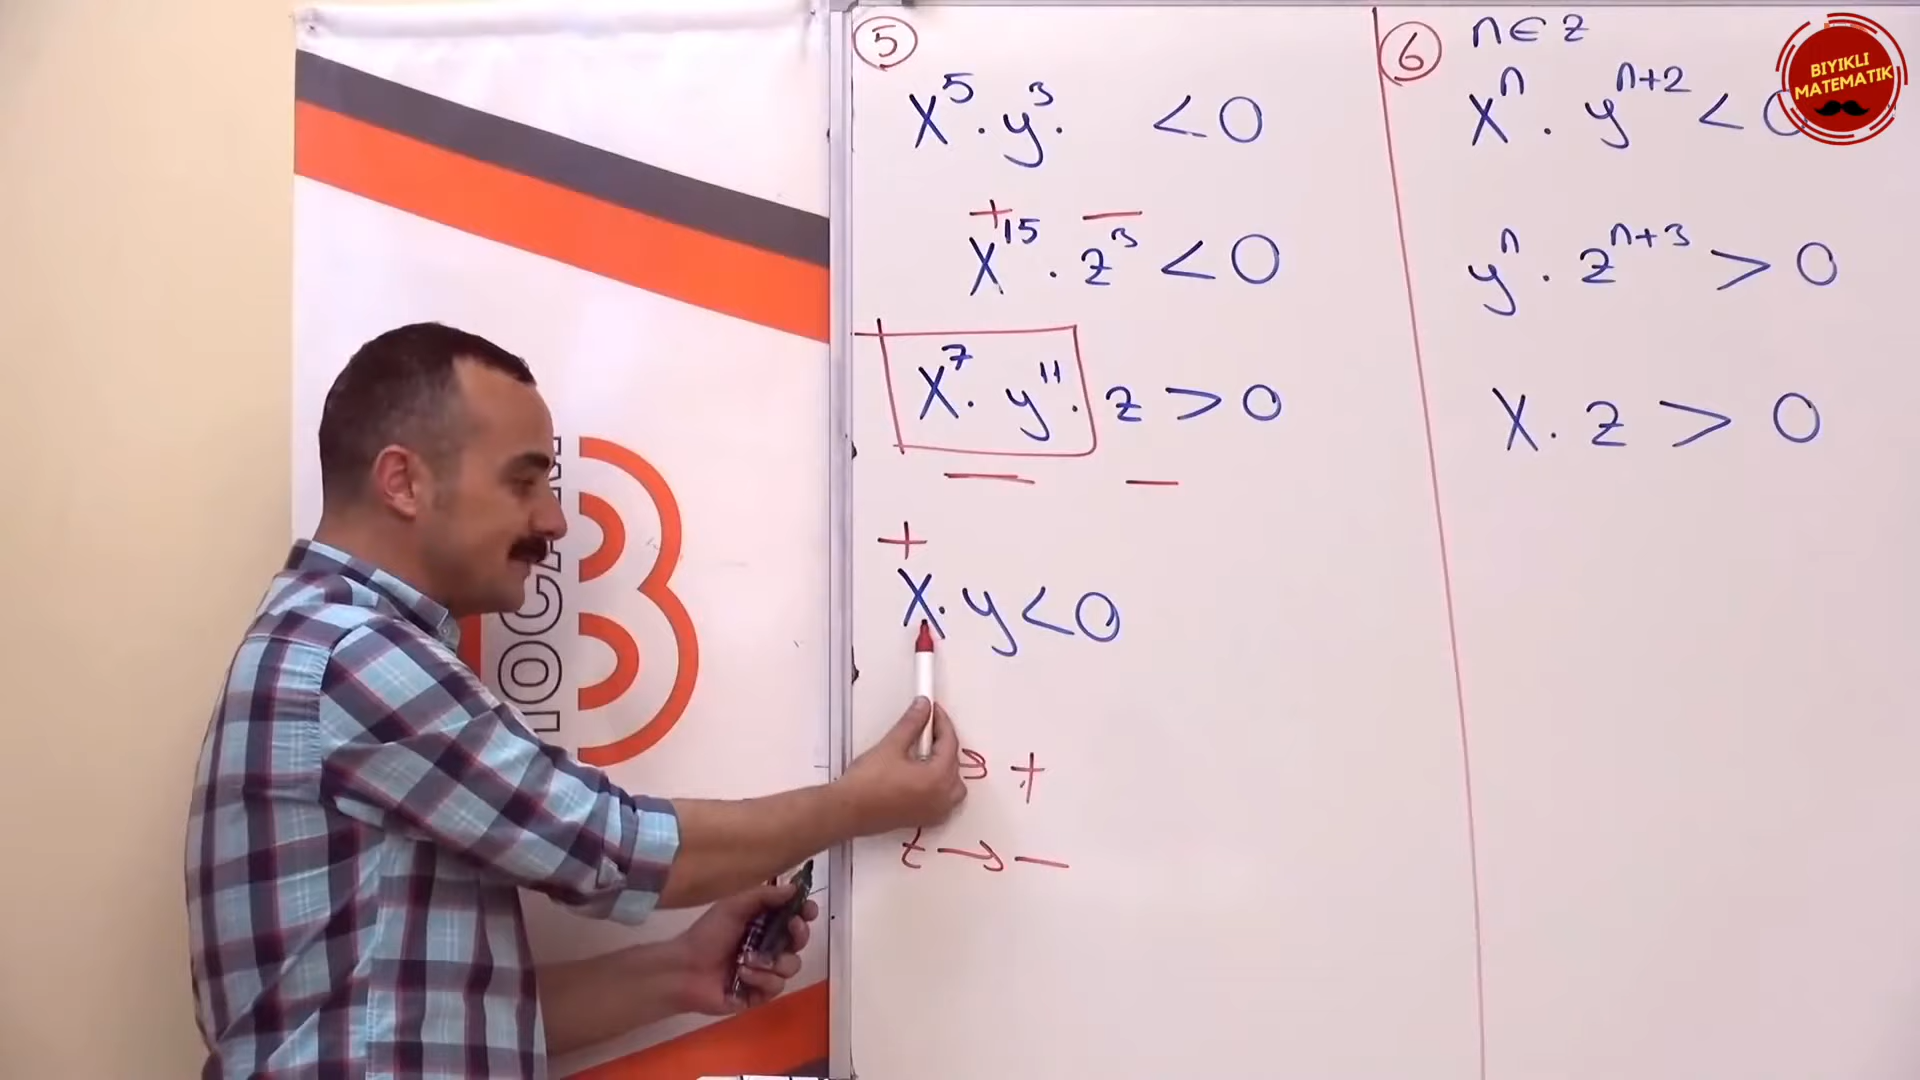 5
x⁵ · y³ · < 0
+ −
x¹⁵ · z³ < 0
x⁷ · y¹¹ · z > 0
− −
+
x · y < 0
→ +
z → −
6
n ∈ Z
xⁿ · yⁿ⁺² < 0
yⁿ · zⁿ⁺³ > 0
x · z > 0
BIYIKLI
MATEMATIK